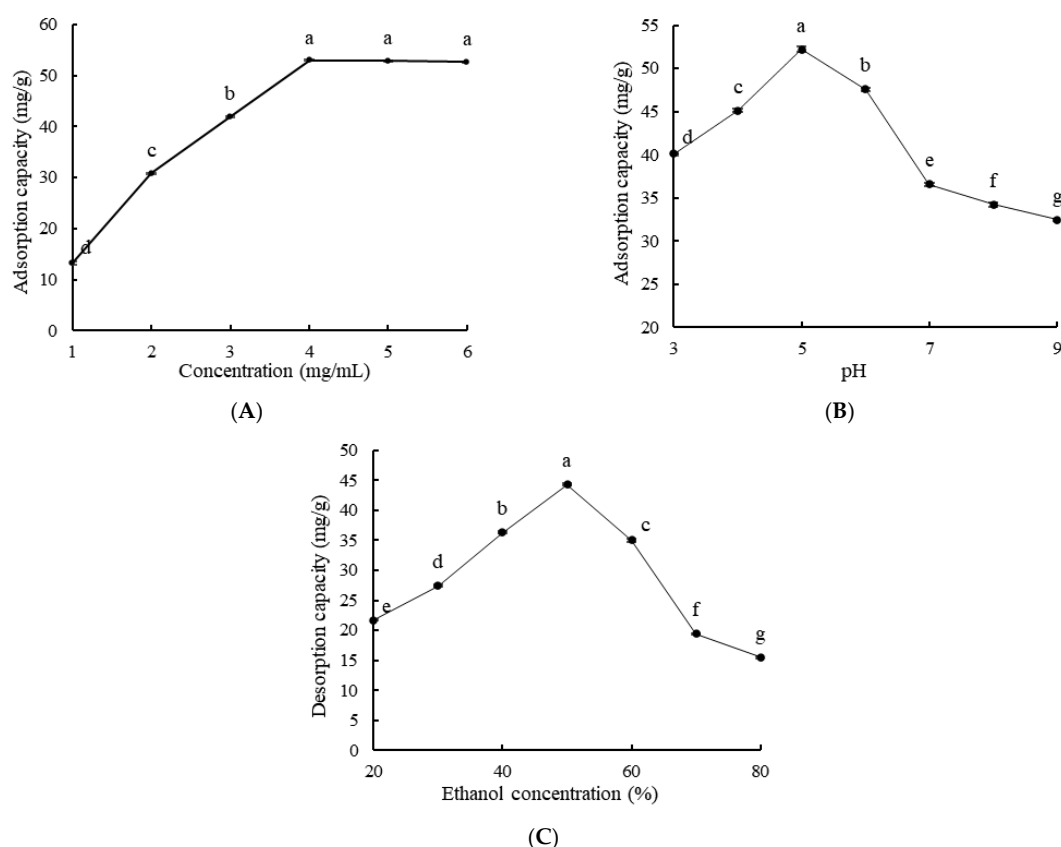 60
50
40
30
20
10
0
Adsorption capacity (mg/g)
a a a
b
c
d
1 2 3 4 5 6
Concentration (mg/mL)
(A)
55
50
45
40
35
30
25
20
Adsorption capacity (mg/g)
a
b
c
d
e
f
g
3 5 7 9
pH
(B)
50
45
40
35
30
25
20
15
10
5
0
Desorption capacity (mg/g)
a
b
c
d
e
f
g
20 40 60 80
Ethanol concentration (%)
(C)